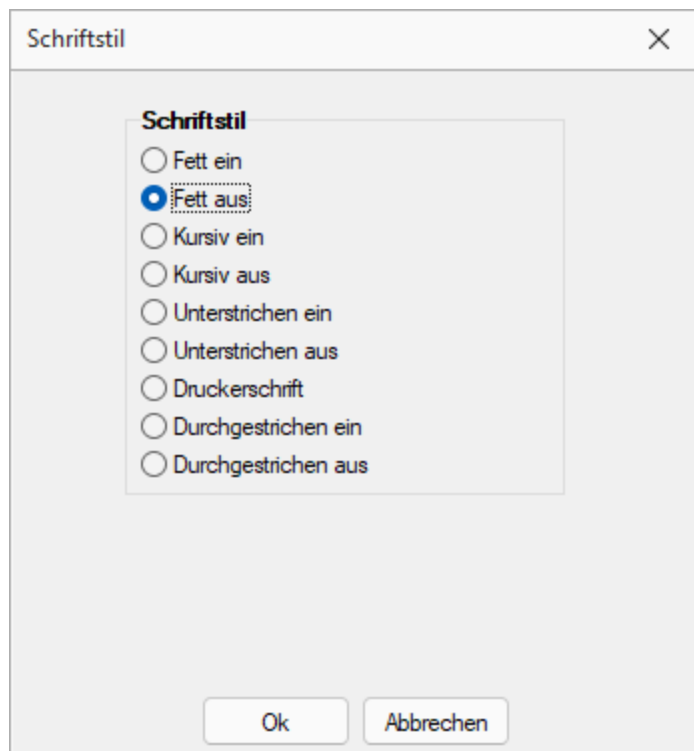 Schriftstil
Schriftstil
Fett ein
Fett aus
Kursiv ein
Kursiv aus
Unterstrichen ein
Unterstrichen aus
Druckerschrift
Durchgestrichen ein
Durchgestrichen aus
Ok Abbrechen